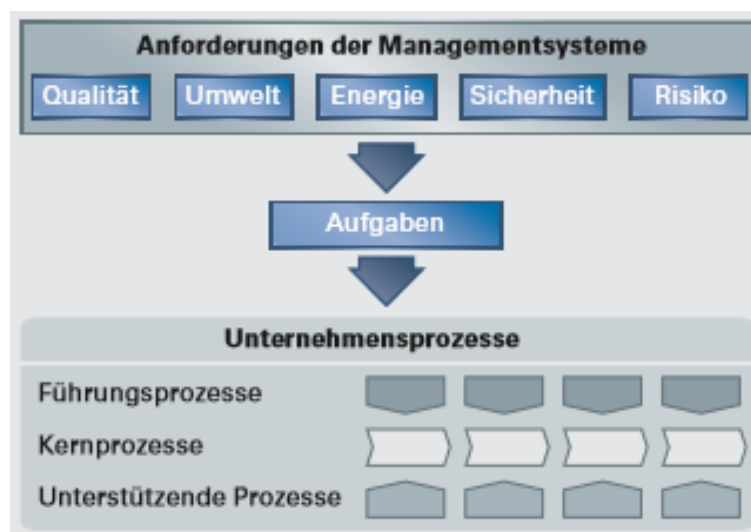 Anforderungen der Managementsysteme
Qualität Umwelt Energie Sicherheit Risiko
Aufgaben
Unternehmensprozesse
Führungsprozesse
Kernprozesse
Unterstützende Prozesse